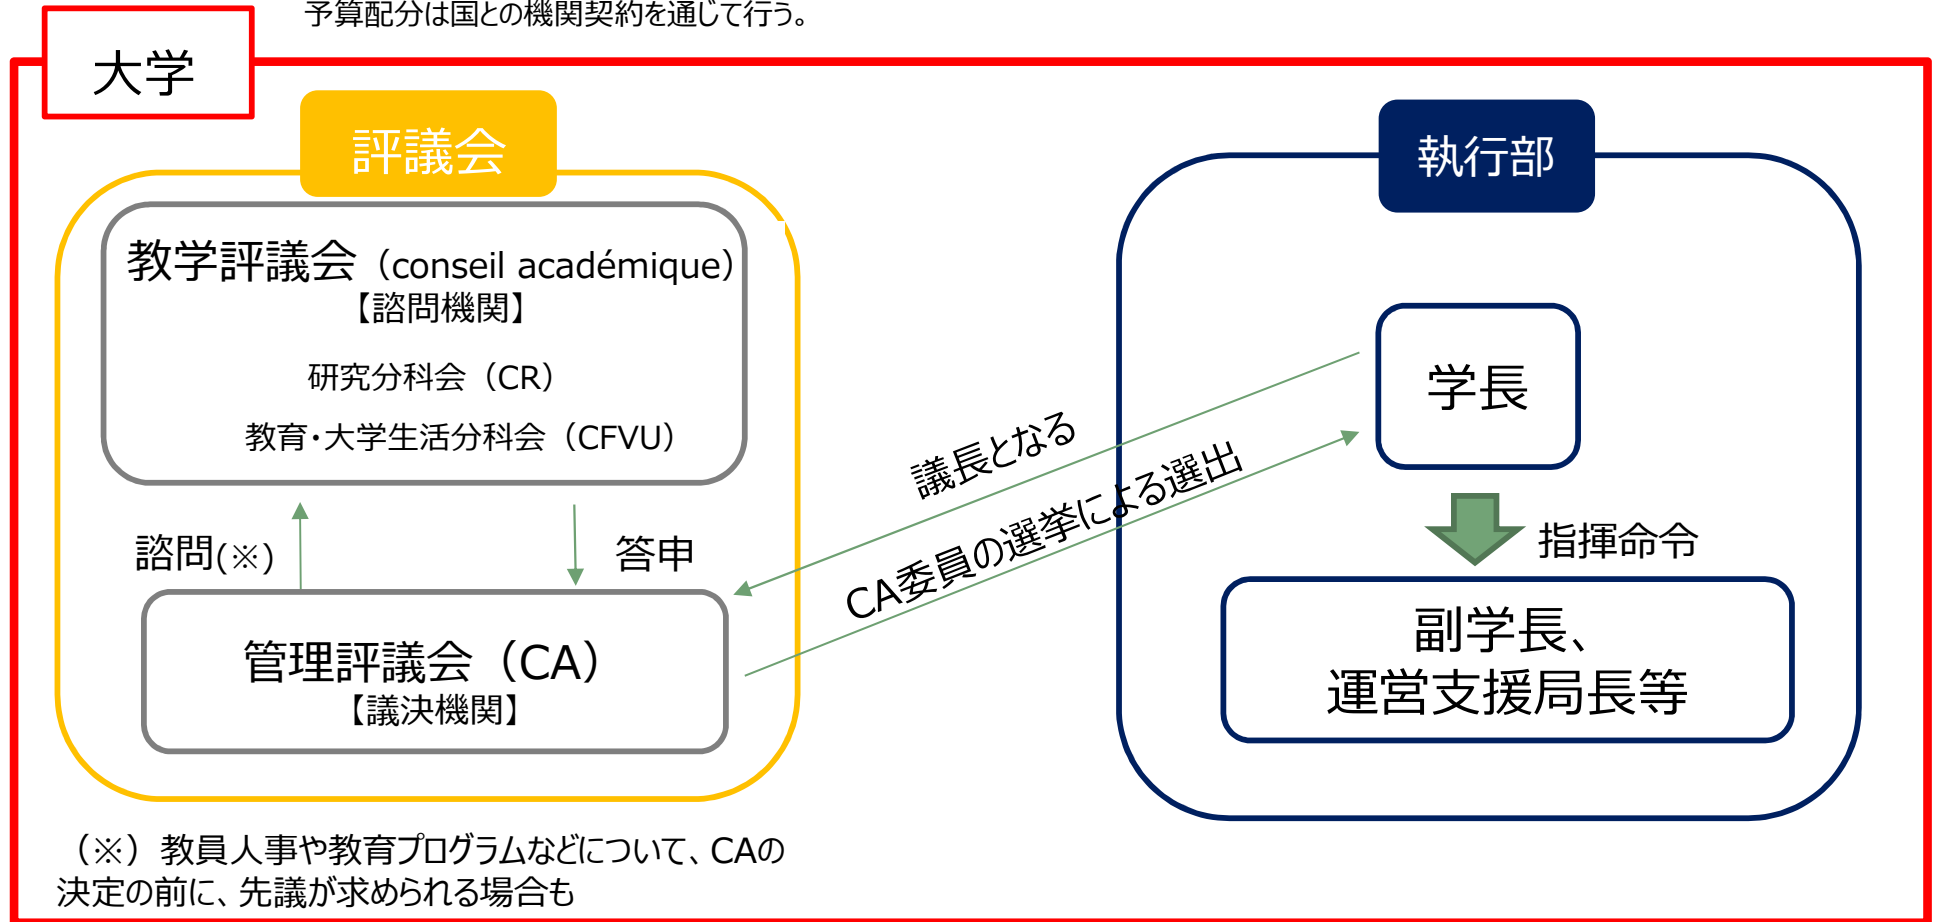 予算配分は国との機関契約を通じて行う。
大学
評議会
教学評議会（conseil académique）
【諮問機関】
研究分科会（CR）
教育・大学生活分科会（CFVU）
諮問(※)
答申
管理評議会（CA）
【議決機関】
（※）教員人事や教育プログラムなどについて、CAの
決定の前に、先議が求められる場合も
議長となる
CA委員の選挙による選出
執行部
学長
指揮命令
副学長、
運営支援局長等